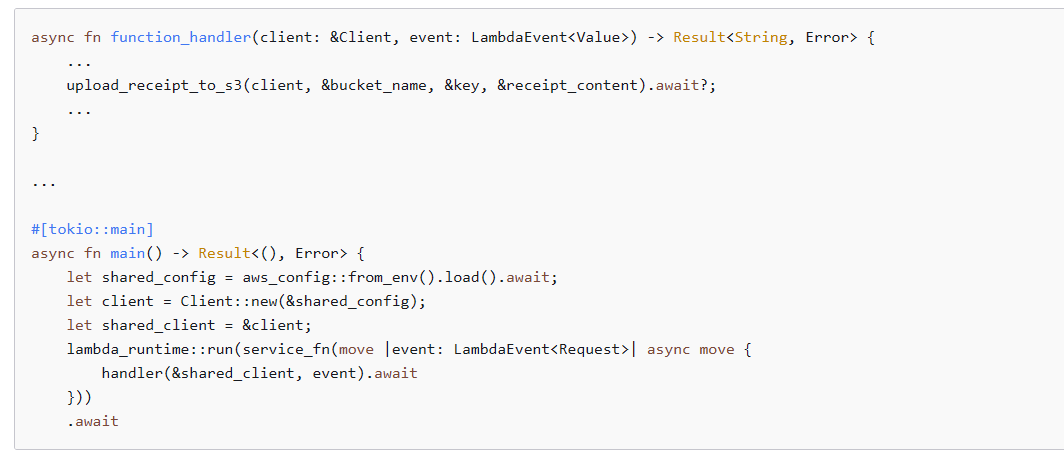 async fn function_handler(client: &Client, event: LambdaEvent<Value>) -> Result<String, Error> {
    ...
    upload_receipt_to_s3(client, &bucket_name, &key, &receipt_content).await?;
    ...
}

...

#[tokio::main]
async fn main() -> Result<(), Error> {
    let shared_config = aws_config::from_env().load().await;
    let client = Client::new(&shared_config);
    let shared_client = &client;
    lambda_runtime::run(service_fn(move |event: LambdaEvent<Request>| async move {
        handler(&shared_client, event).await
    }))
    .await